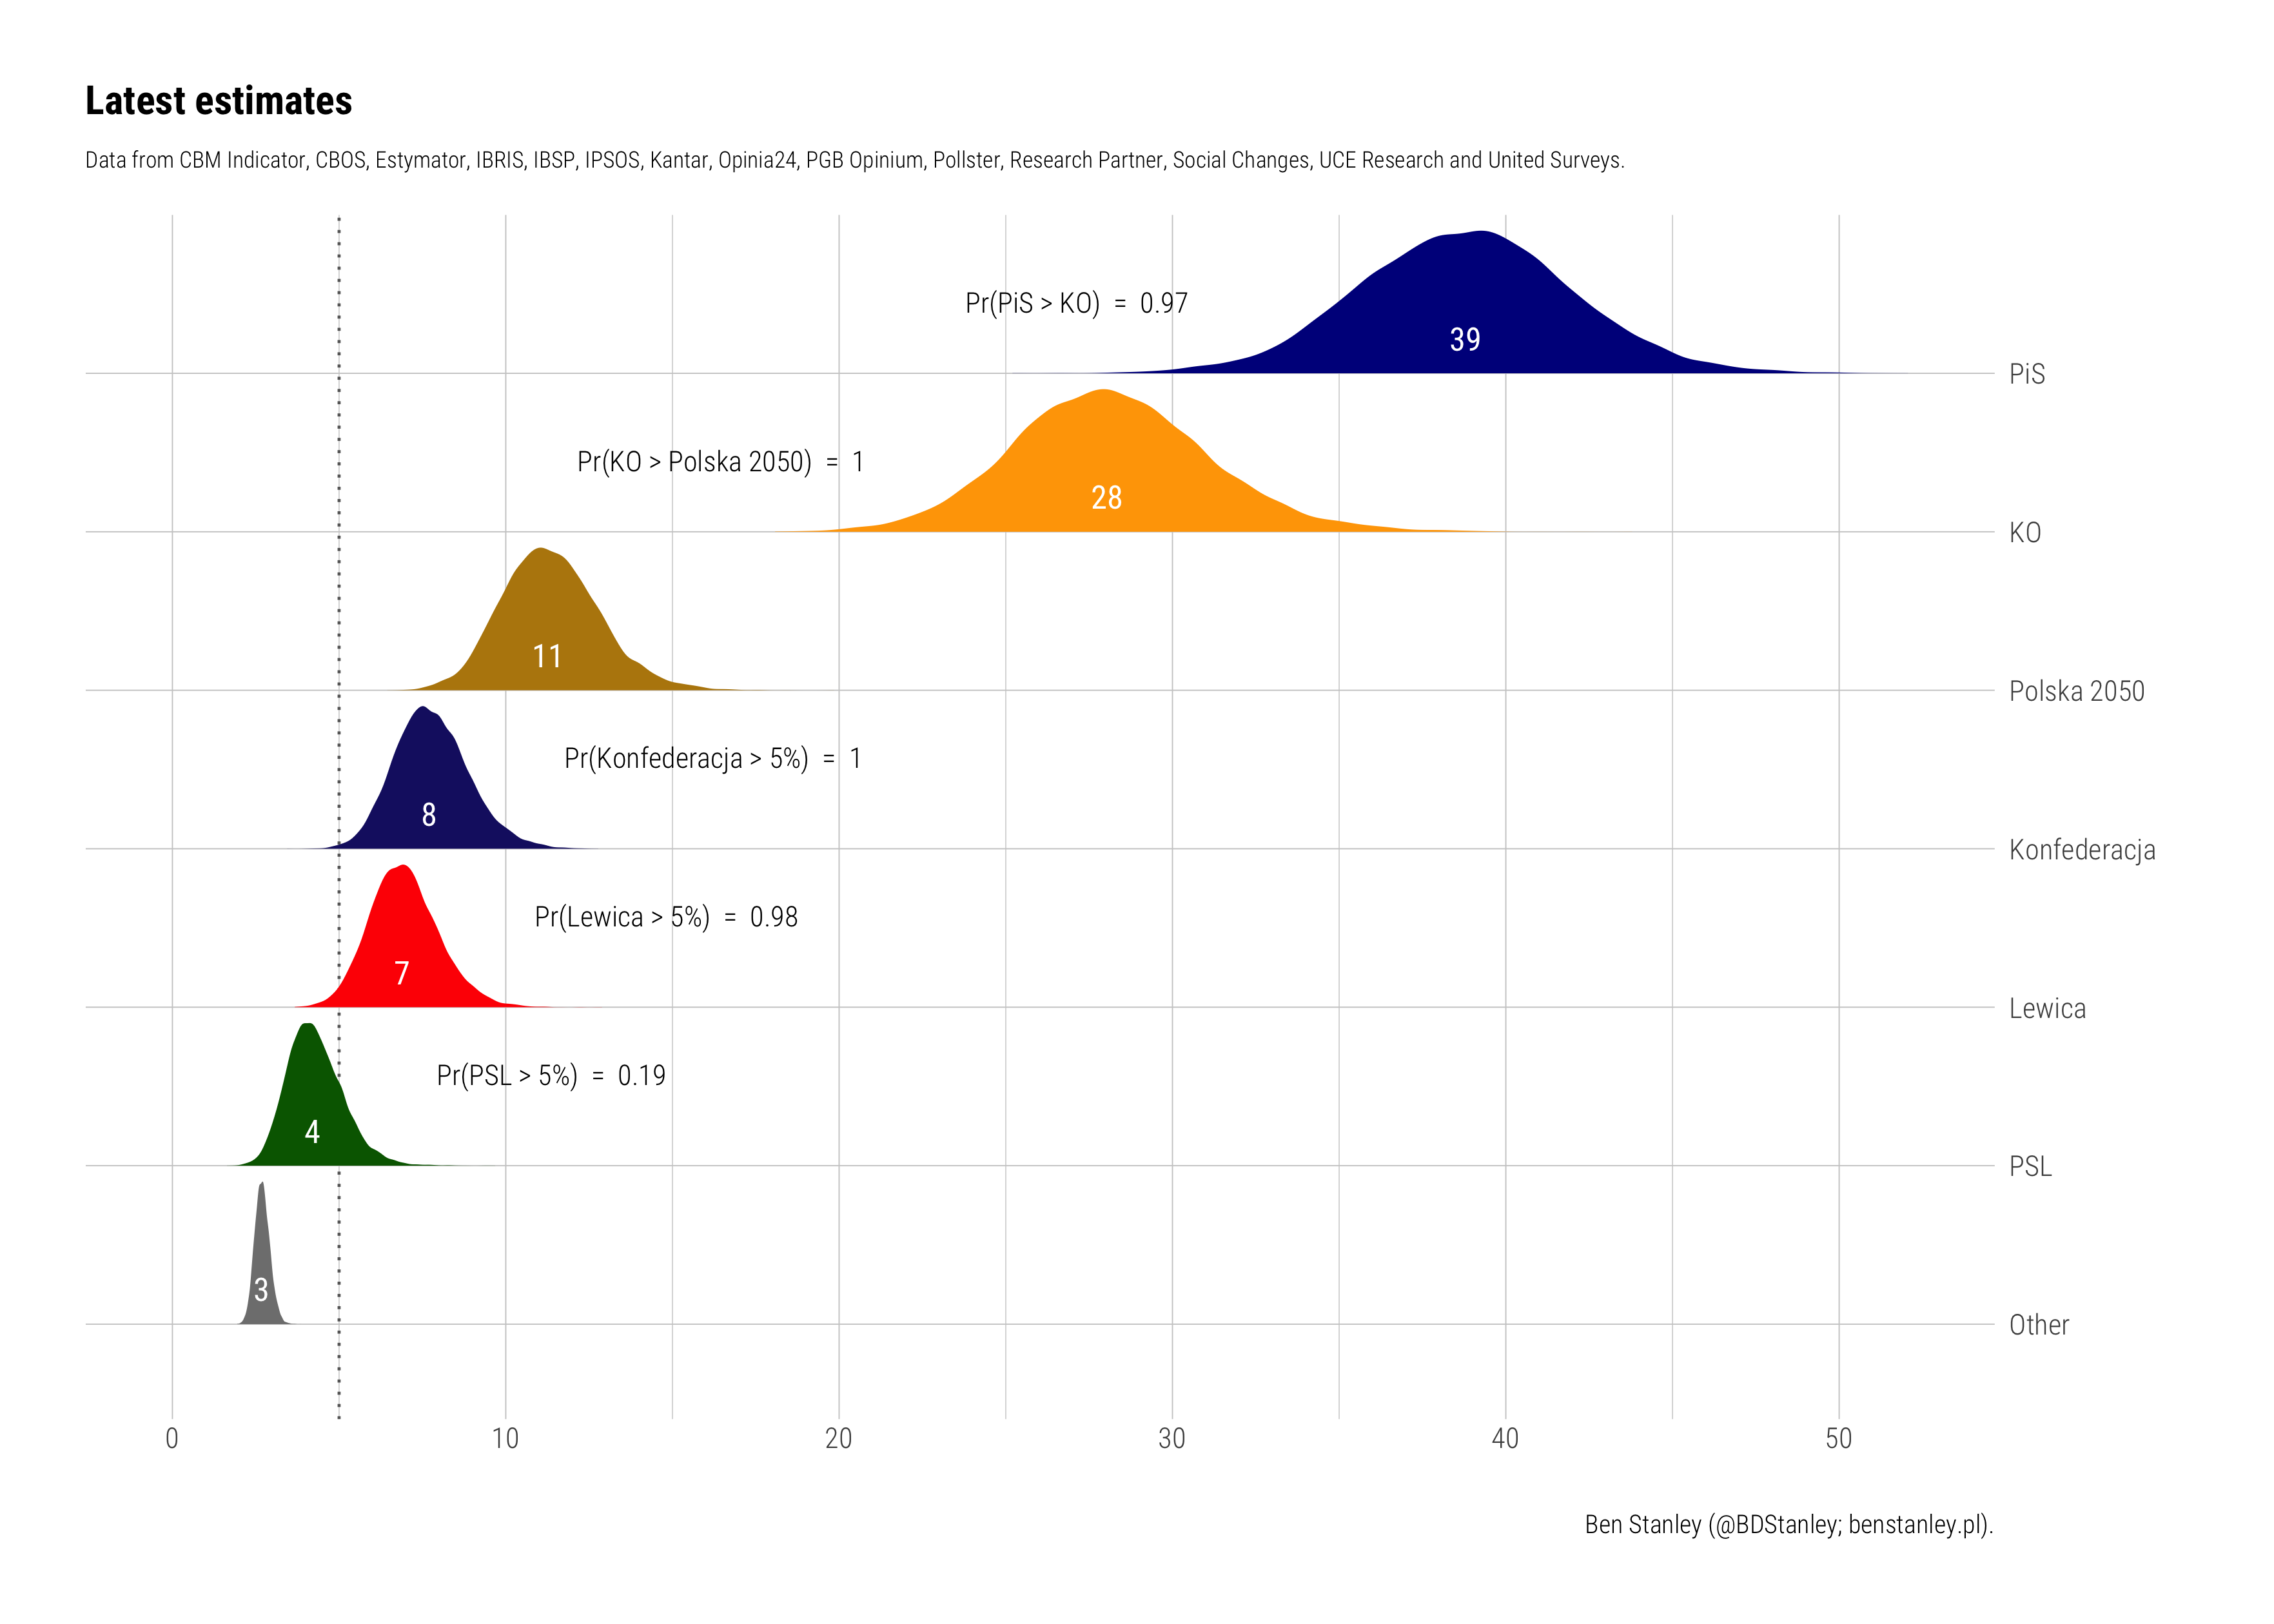 Latest estimates
Data from CBM Indicator, CBOS, Estymator, IBRIS, IBSP, IPSOS, Kantar, Opinia24, PGB Opinium, Pollster, Research Partner, Social Changes, UCE Research and United Surveys.
Pr(PiS > KO) = 0.97
39
PiS
Pr(KO > Polska 2050) = 1
28
KO
11
Polska 2050
Pr(Konfederacja > 5%) = 1
8
Konfederacja
Pr(Lewica > 5%) = 0.98
7
Lewica
Pr(PSL > 5%) = 0.19
4
PSL
3
Other
0 10 20 30 40 50
Ben Stanley (@BDStanley; benstanley.pl).